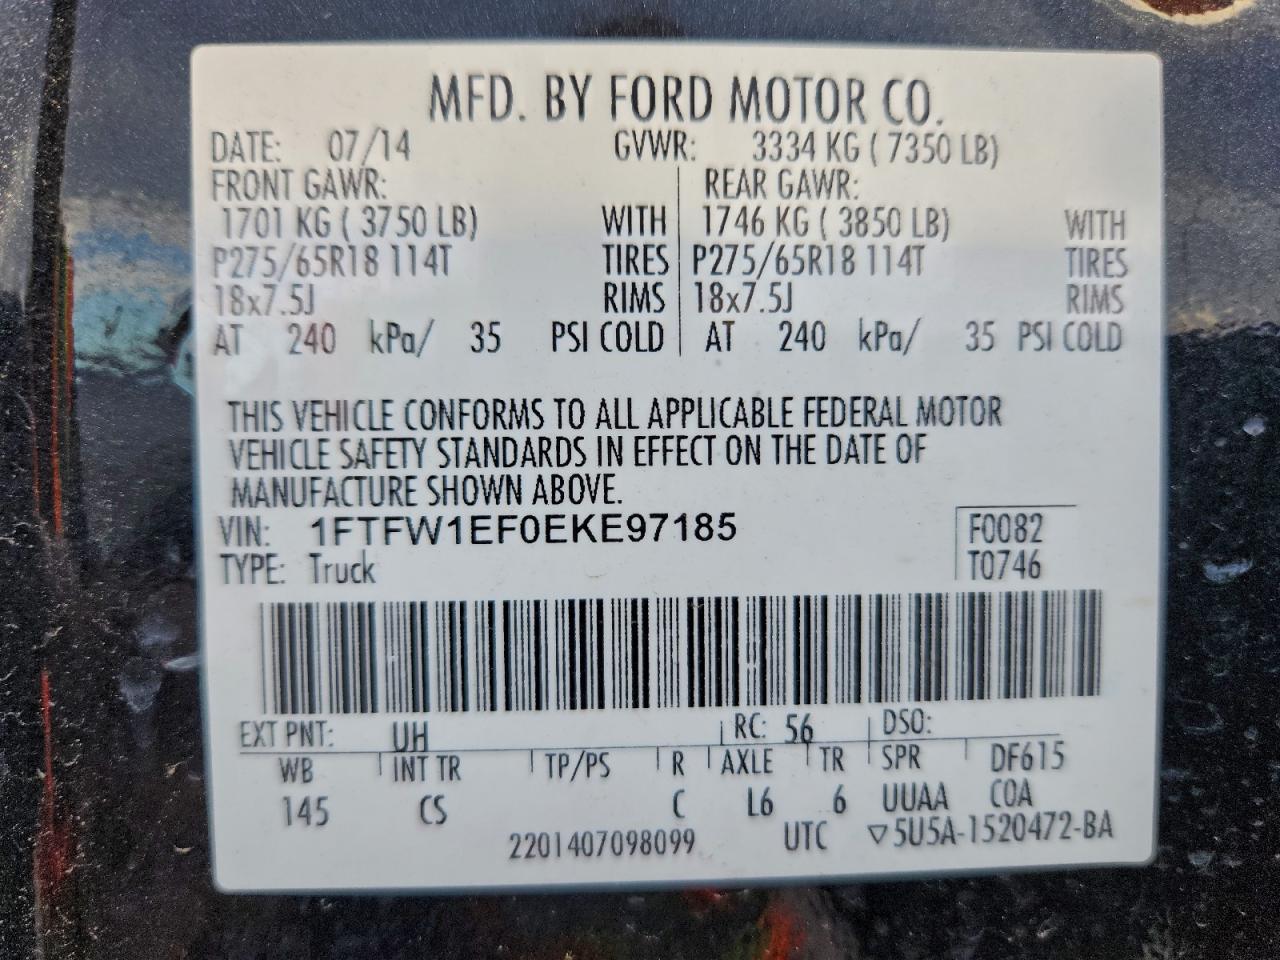 MFD. BY FORD MOTOR CO.
DATE: 07/14 GVWR: 3334 KG ( 7350 LB)
FRONT GAWR: REAR GAWR:
1701 KG ( 3750 LB) WITH 1746 KG ( 3850 LB) WITH
P275/65R18 114T TIRES P275/65R18 114T TIRES
18x7.5J RIMS 18x7.5J RIMS
AT 240 kPa/ 35 PSI COLD AT 240 kPa/ 35 PSI COLD
THIS VEHICLE CONFORMS TO ALL APPLICABLE FEDERAL MOTOR
VEHICLE SAFETY STANDARDS IN EFFECT ON THE DATE OF
MANUFACTURE SHOWN ABOVE.
VIN: 1FTFW1EF0EKE97185 F0082
TYPE: Truck T0746
EXT PNT: UH RC: 56 DSO:
WB INT TR TP/PS R AXLE TR SPR DF615
145 CS C L6 6 UUAA COA
2201407098099 UTC ▽5U5A-1520472-BA